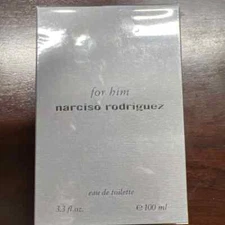 for him
narciso rodriguez
eau de toilette
3.3 fl.oz. ℮ 100 ml